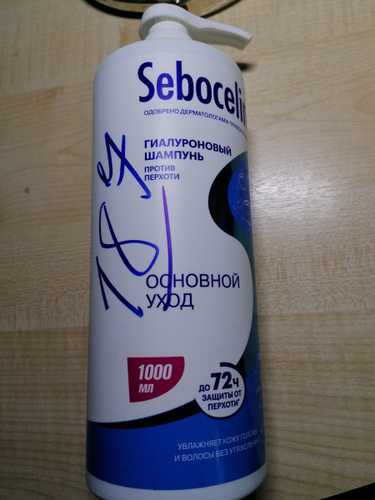 Sebocelin
ОДОБРЕНО ДЕРМАТОЛОГАМИ
ГИАЛУРОНОВЫЙ
ШАМПУНЬ
ПРОТИВ
ПЕРХОТИ
ОСНОВНОЙ
УХОД
1000
МЛ
ДО 72ч
ЗАЩИТЫ ОТ
ПЕРХОТИ*
УВЛАЖНЯЕТ КОЖУ ГОЛОВЫ
И ВОЛОСЫ БЕЗ УТЯЖЕЛЕНИЯ